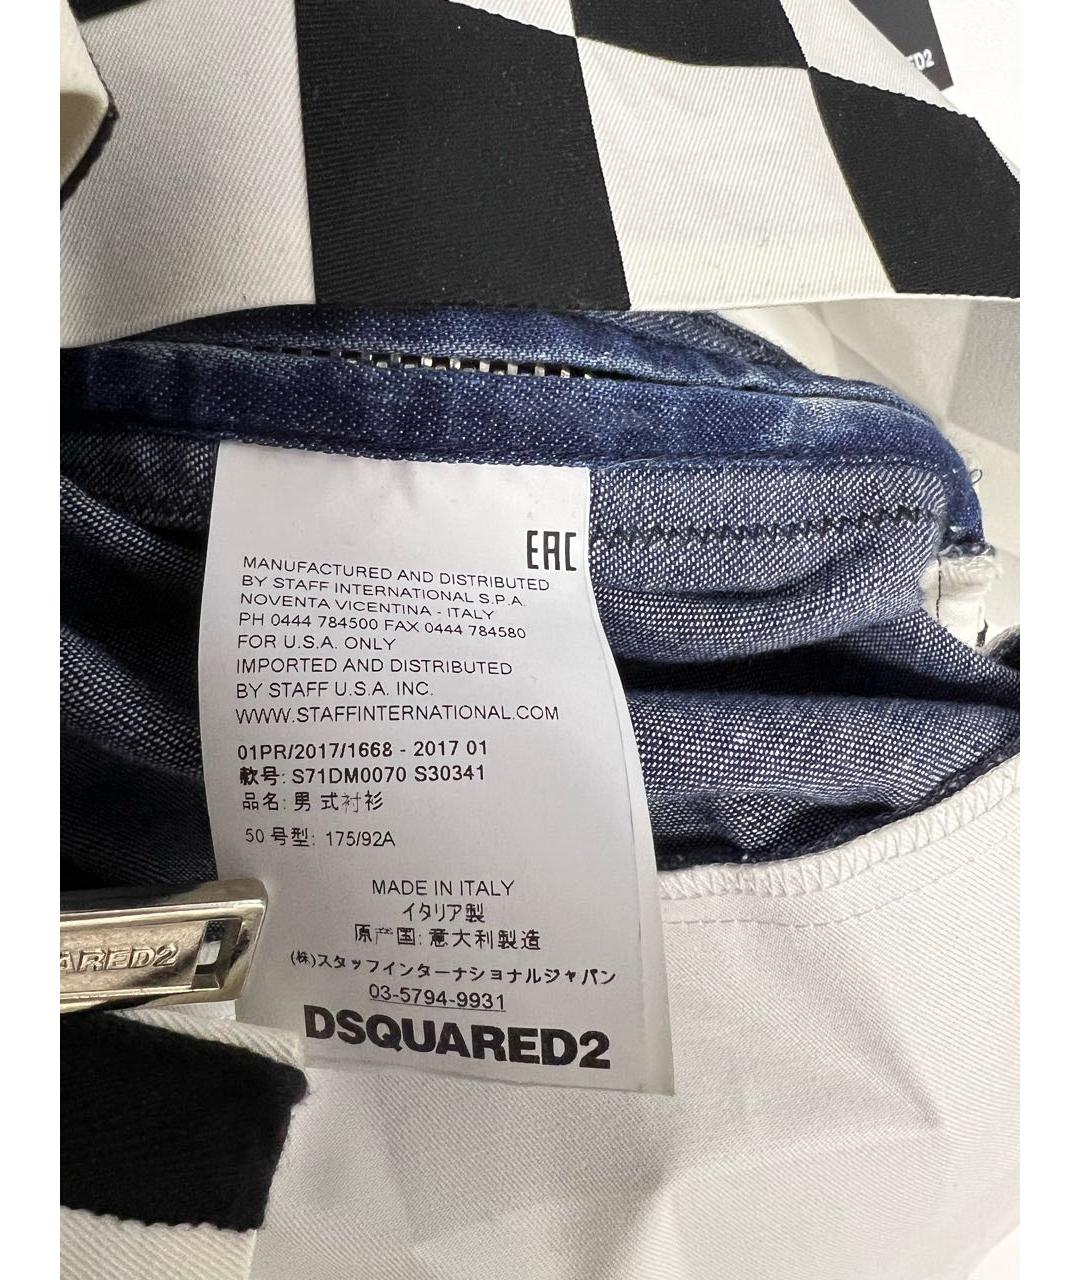 ED2
EAC
MANUFACTURED AND DISTRIBUTED
BY STAFF INTERNATIONAL S.P.A.
NOVENTA VICENTINA - ITALY
PH 0444 784500 FAX 0444 784580
FOR U.S.A. ONLY
IMPORTED AND DISTRIBUTED
BY STAFF U.S.A. INC.
WWW.STAFFINTERNATIONAL.COM
01PR/2017/1668 - 2017 01
款号: S71DM0070 S30341
品名: 男 式衬衫
50 号型: 175/92A
MADE IN ITALY
イタリア製
原产国: 意大利製造
(株)スタッフインターナショナルジャパン
03-5794-9931
DSQUARED2
ARED2